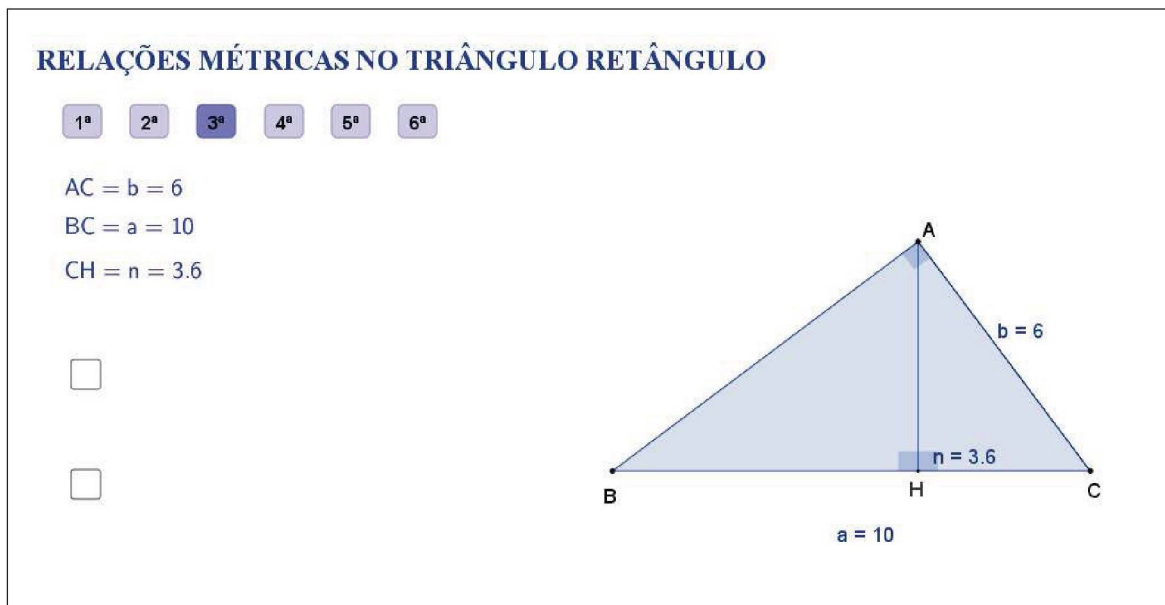 RELAÇÕES MÉTRICAS NO TRIÂNGULO RETÂNGULO
1ª 2ª 3ª 4ª 5ª 6ª
AC = b = 6
BC = a = 10
CH = n = 3.6
A
b = 6
n = 3.6
B H C
a = 10